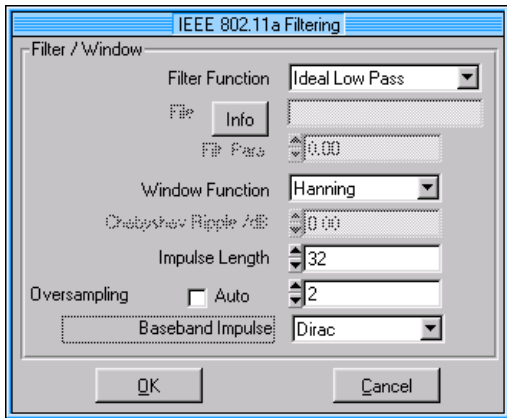 IEEE 802.11a Filtering
Filter / Window
Filter Function Ideal Low Pass
File Info
Filt Para 0.00
Window Function Hanning
Chebyshev Ripple /dB 0.00
Impulse Length 32
Oversampling Auto 2
Baseband Impulse Dirac
OK Cancel